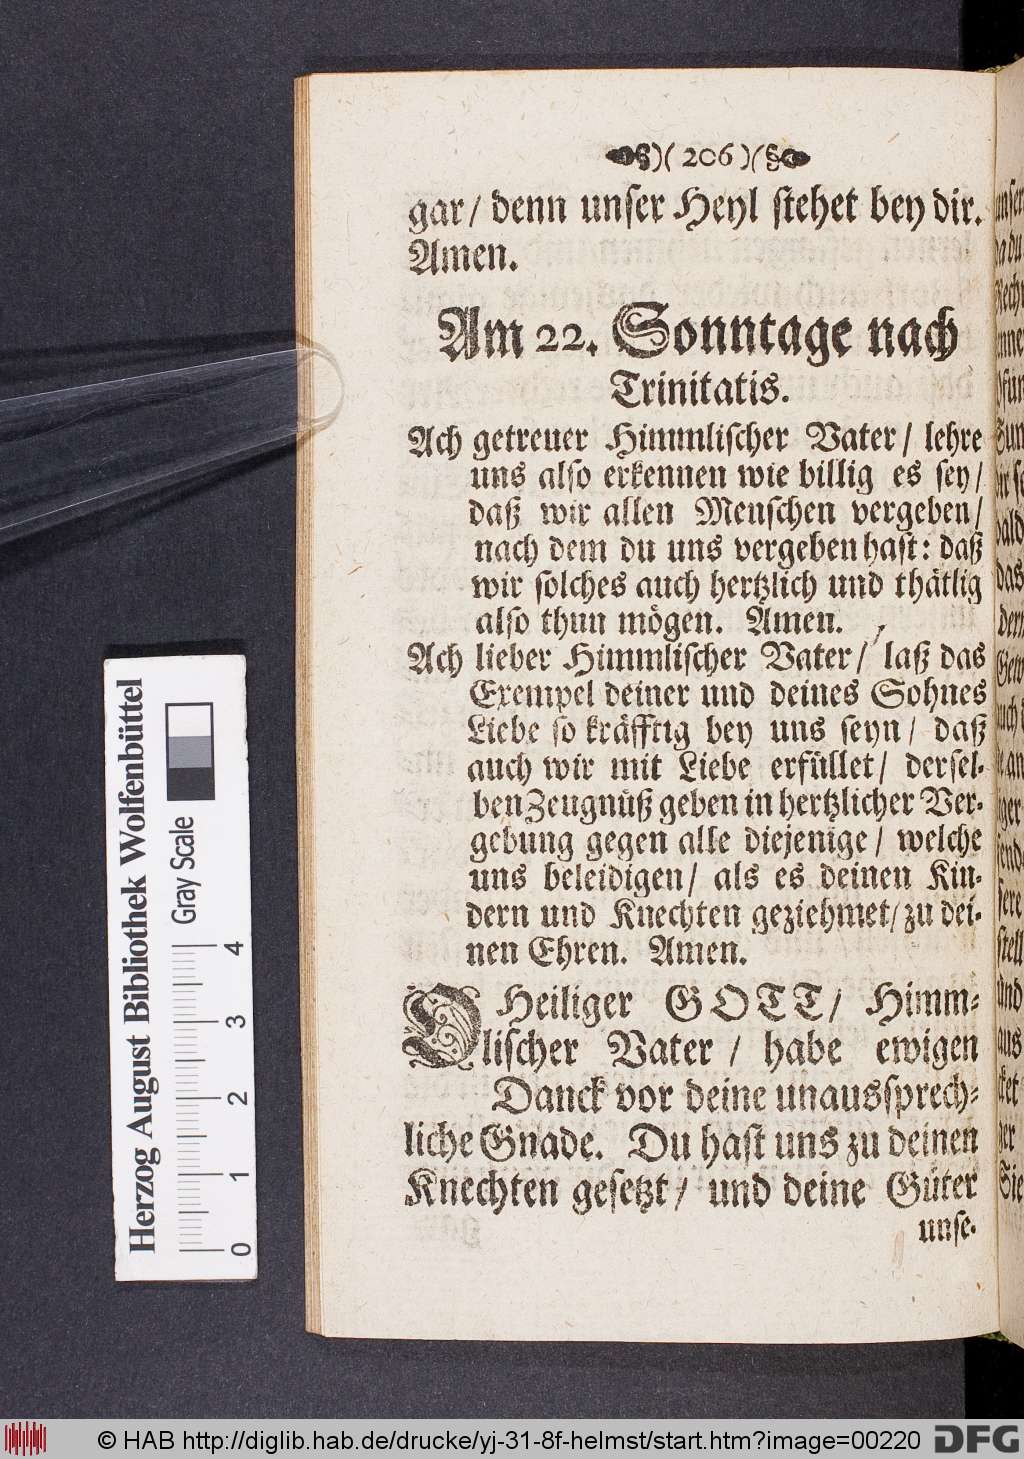 )( 206 )(
gar/ denn unser Heyl stehet bey dir.
Amen.
Am 22. Sonntage nach
Trinitatis.
Ach getreuer Himmlischer Vater/ lehre
uns also erkennen wie billig es sey/
daß wir allen Menschen vergeben/
nach dem du uns vergeben hast: daß
wir solches auch hertzlich und thätlig
also thun mögen. Amen.
Ach lieber Himmlischer Vater/ laß das
Exempel deiner und deines Sohnes
Liebe so kräfftig bey uns seyn/ daß
auch wir mit Liebe erfüllet/ dersel-
ben Zeugnüß geben in hertzlicher Ver-
gebung gegen alle diejenige/ welche
uns beleidigen/ als es deinen Kin-
dern und Knechten geziehmet/ zu dei-
nen Ehren. Amen.
O Heiliger GOTT/ Himm-
lischer Vater/ habe ewigen
Danck vor deine unaussprech-
liche Gnade. Du hast uns zu deinen
Knechten gesetzt/ und deine Güter
unse-
Herzog August Bibliothek Wolfenbüttel
Gray Scale
0 1 2 3 4
© HAB http://diglib.hab.de/drucke/yj-31-8f-helmst/start.htm?image=00220
DFG